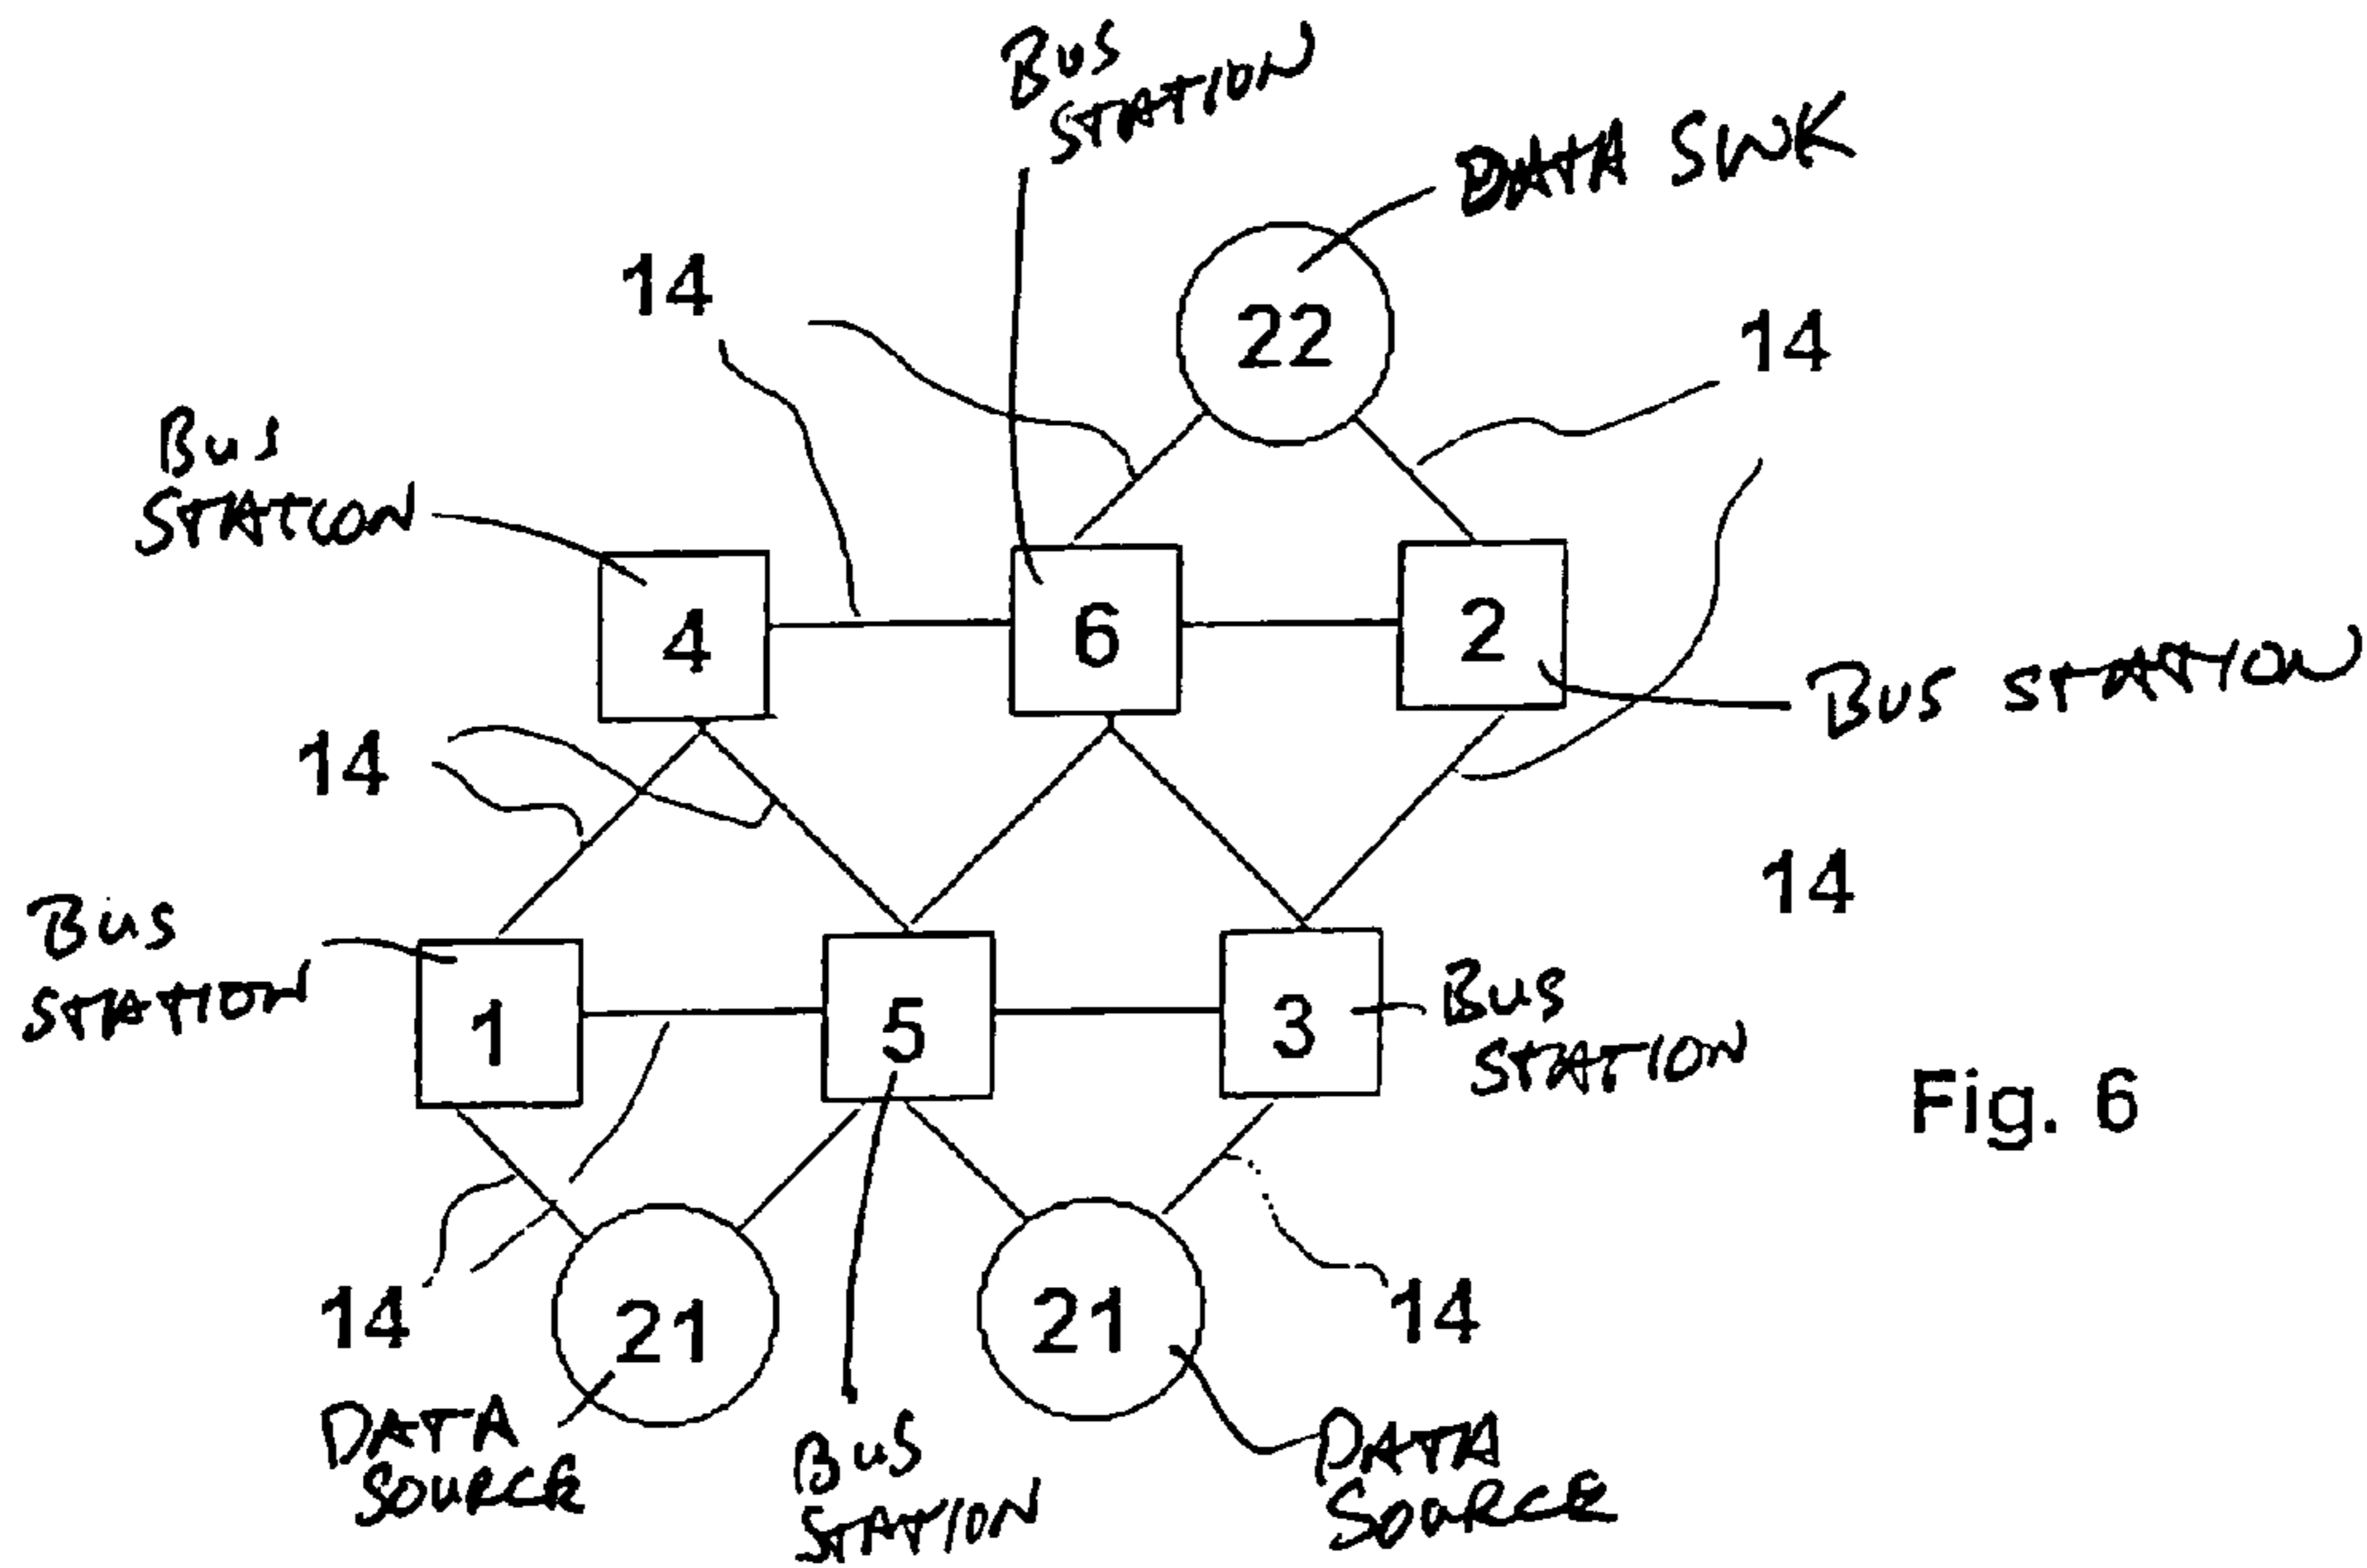 BUS
STATION
DATA SINK
14
22
14
BUS
STATION
4
6
2
BUS STATION
14
14
BUS
STATION
1
5
3
BUS
STATION
Fig. 6
14
21
21
14
DATA
SOURCE
BUS
STATION
DATA
SOURCE